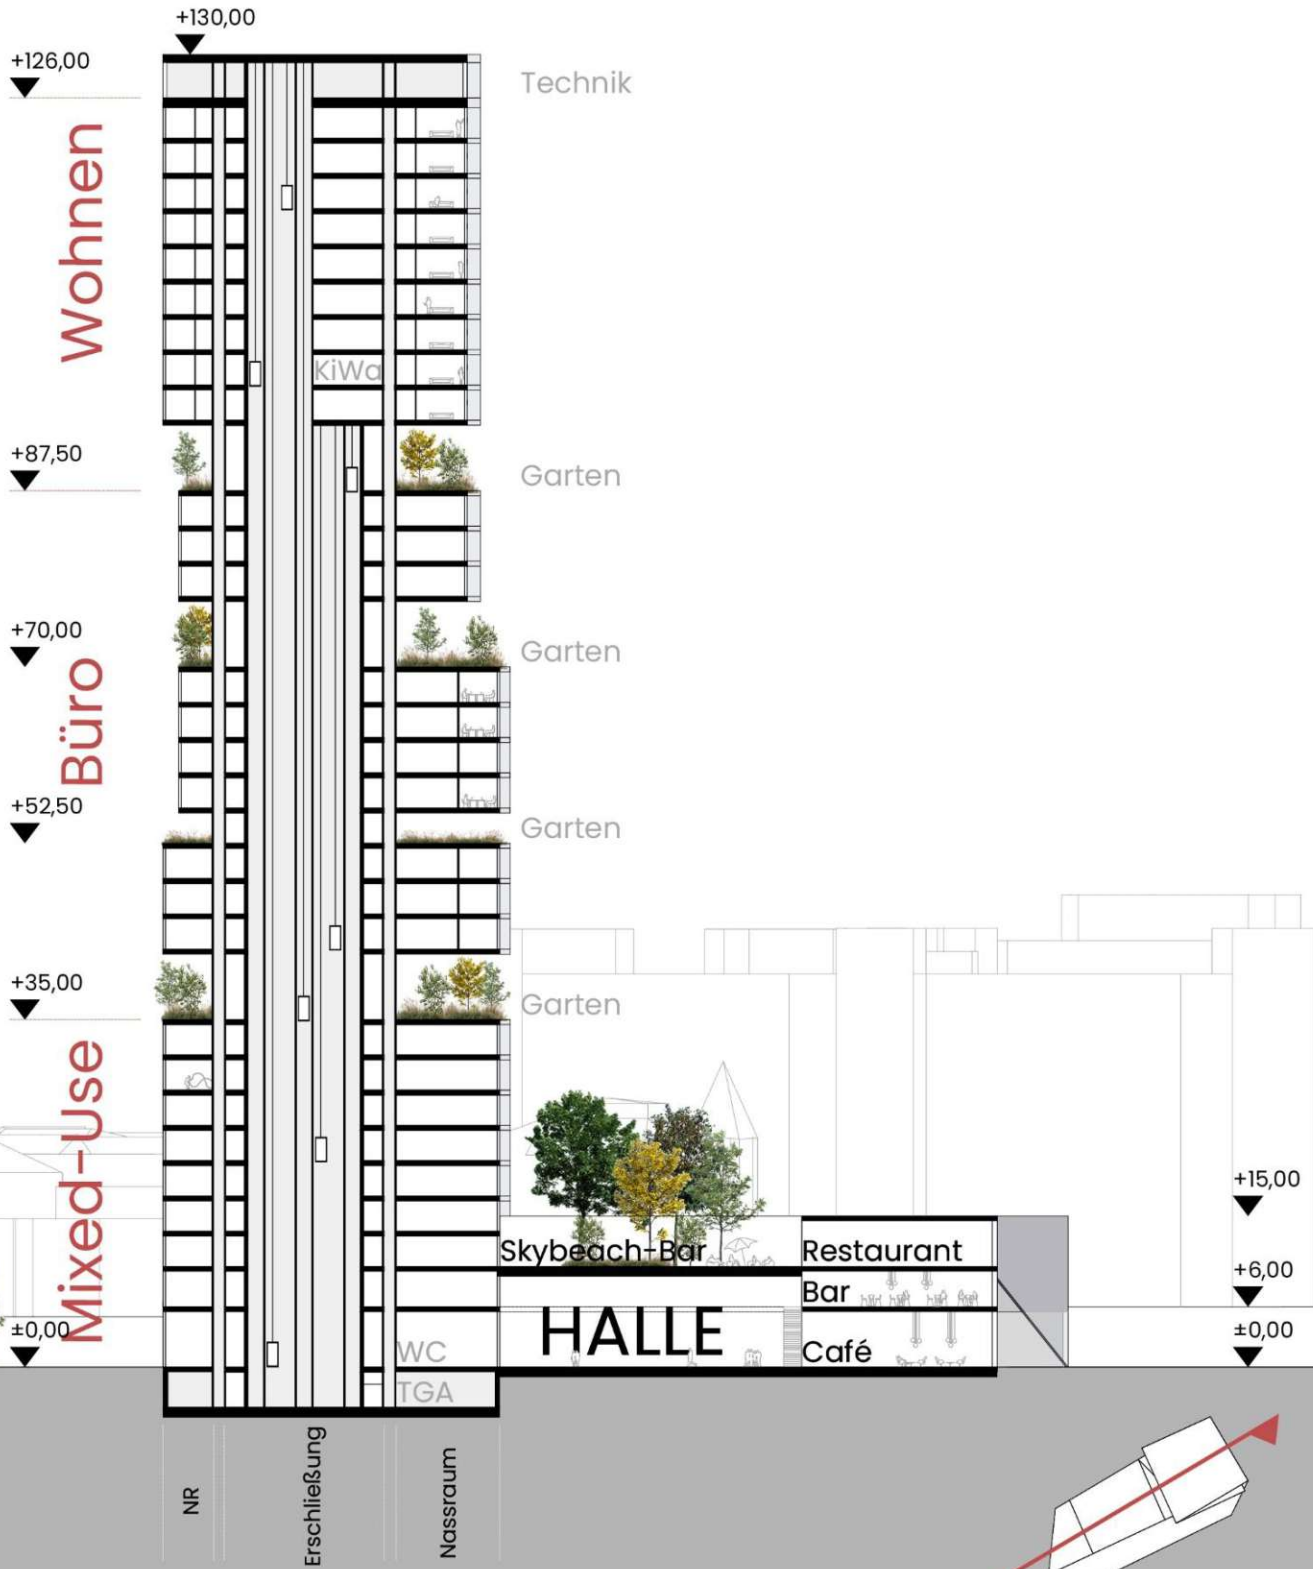 +130,00
+126,00
Technik
Wohnen
KiWa
+87,50
Garten
+70,00
Garten
Büro
+52,50
Garten
+35,00
Garten
Mixed-Use
+15,00
Skybeach-Bar
Restaurant
+6,00
Bar
HALLE
±0,00
±0,00
WC
Café
TGA
NR
Erschließung
Nassraum